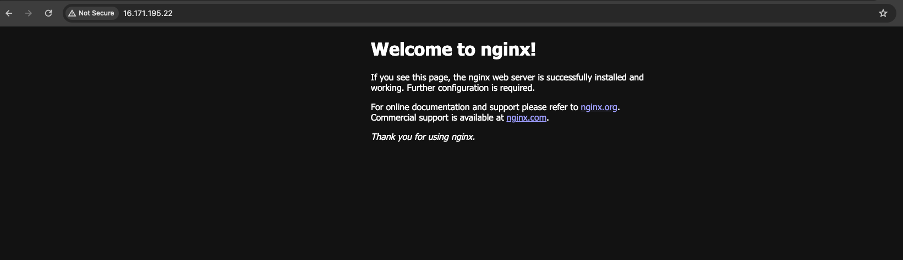 Not Secure 16.171.195.22
Welcome to nginx!
If you see this page, the nginx web server is successfully installed and
working. Further configuration is required.
For online documentation and support please refer to nginx.org.
Commercial support is available at nginx.com.
Thank you for using nginx.